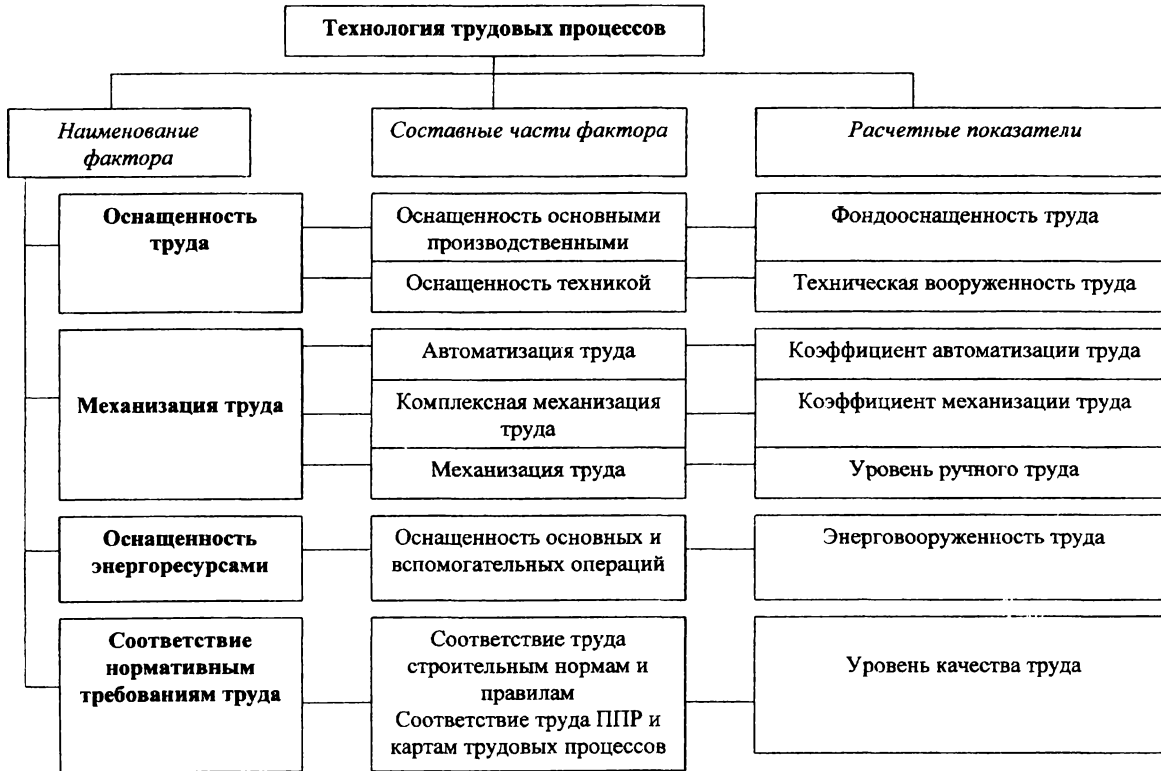 Технология трудовых процессов
Наименование
фактора
Составные части фактора
Расчетные показатели
Оснащенность
труда
Оснащенность основными
производственными
Фондооснащенность труда
Оснащенность техникой
Техническая вооруженность труда
Механизация труда
Автоматизация труда
Коэффициент автоматизации труда
Комплексная механизация
труда
Коэффициент механизации труда
Механизация труда
Уровень ручного труда
Оснащенность
энергоресурсами
Оснащенность основных и
вспомогательных операций
Энерговооруженность труда
Соответствие
нормативным
требованиям труда
Соответствие труда
строительным нормам и
правилам
Соответствие труда ППР и
картам трудовых процессов
Уровень качества труда